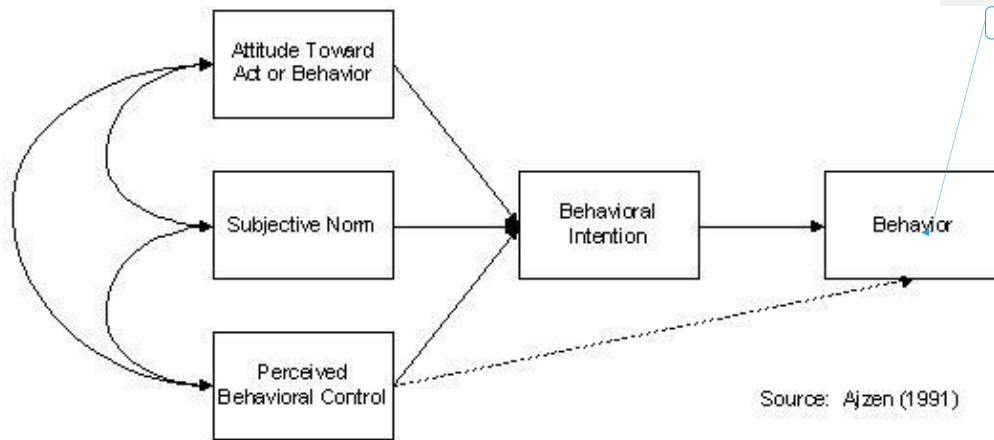 Attitude Toward
Act or Behavior
Subjective Norm
Behavioral
Intention
Behavior
Perceived
Behavioral Control
Source: Ajzen (1991)